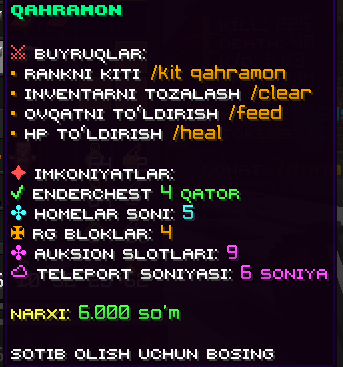 QAHRAMON
BUYRUQLAR:
• RANKNI KITI /kit qahramon
• INVENTARNI TOZALASH /clear
• OVQATNI TO'LDIRISH /feed
• HP TO'LDIRISH /heal
IMKONIYATLAR:
✓ ENDERCHEST 4 QATOR
HOMELAR SONI: 5
RG BLOKLAR: 4
AUKSION SLOTLARI: 9
TELEPORT SONIYASI: 6 SONIYA
NARXI: 6.000 so'm
SOTIB OLISH UCHUN BOSING